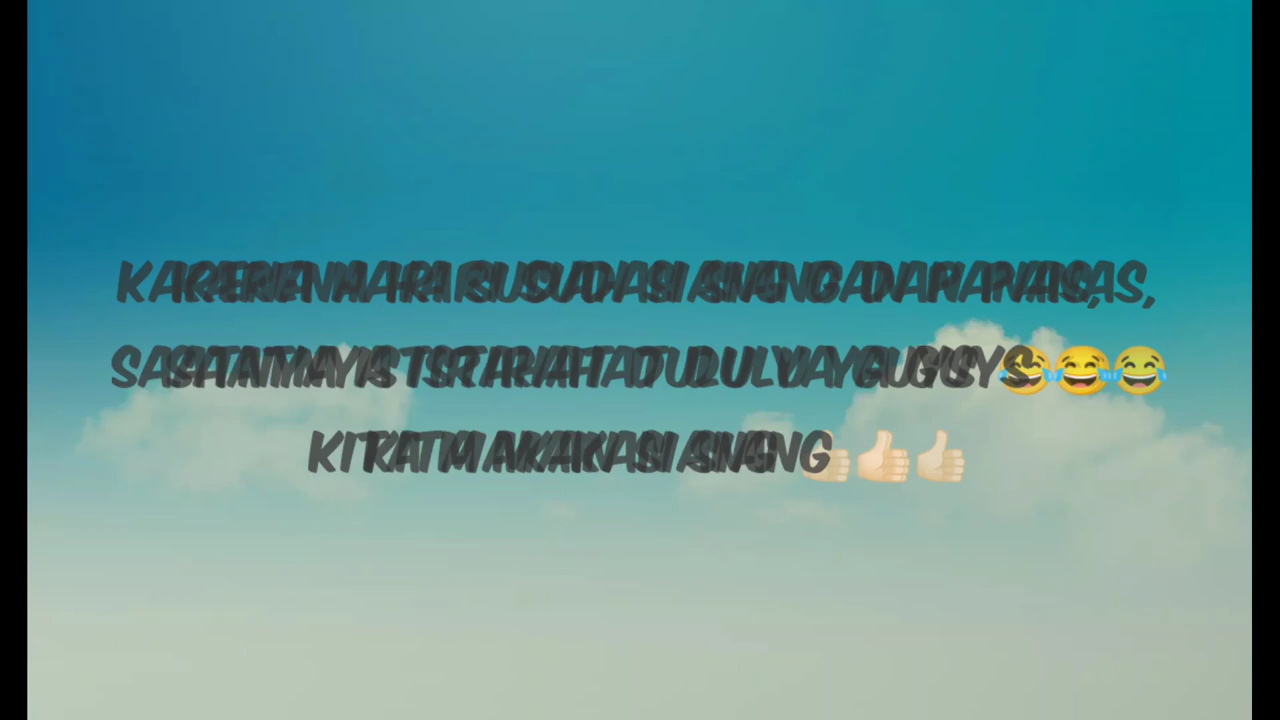 KARENA HARI SUDAH SIANG DAN PANAS,
SAATNYA ISTIRAHAT DULU YA GUYS 😂😂😂
KITA MAKAN SIANG 👍🏻👍🏻👍🏻